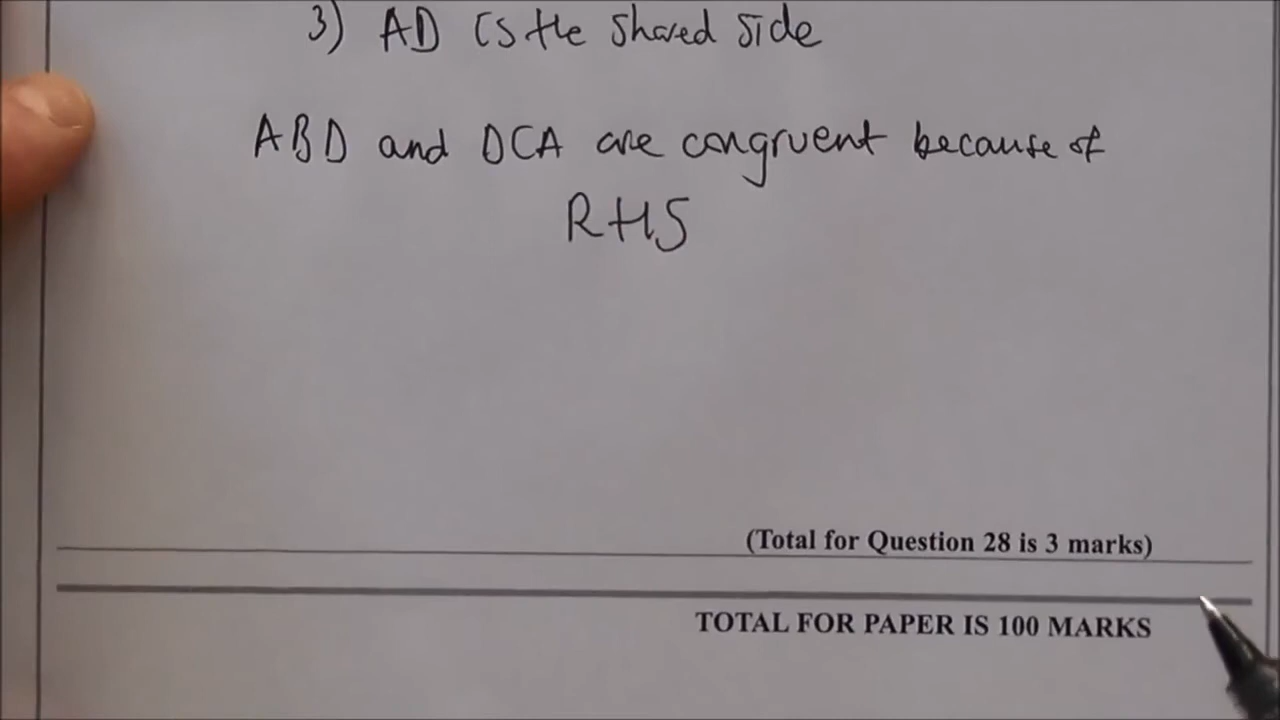 3) AD is the shared side
ABD and DCA are congruent because of
RHS
(Total for Question 28 is 3 marks)
TOTAL FOR PAPER IS 100 MARKS